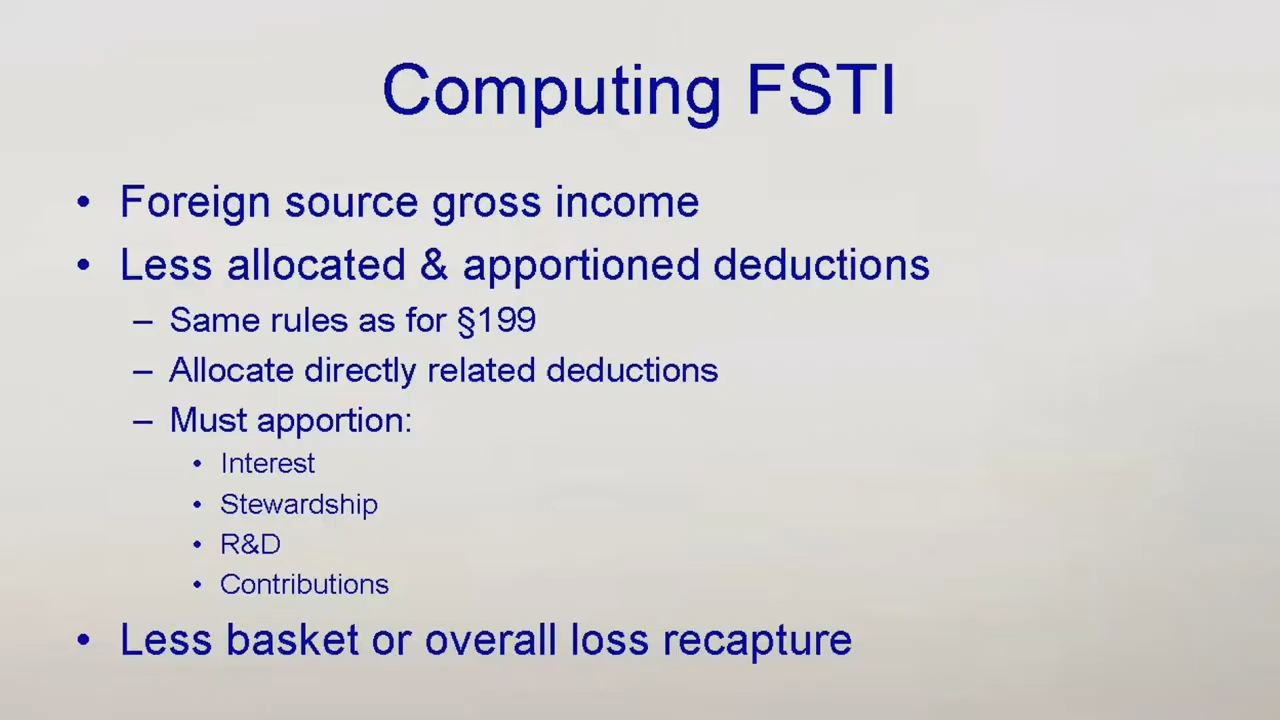 Computing FSTI
• Foreign source gross income
• Less allocated & apportioned deductions
– Same rules as for §199
– Allocate directly related deductions
– Must apportion:
• Interest
• Stewardship
• R&D
• Contributions
• Less basket or overall loss recapture